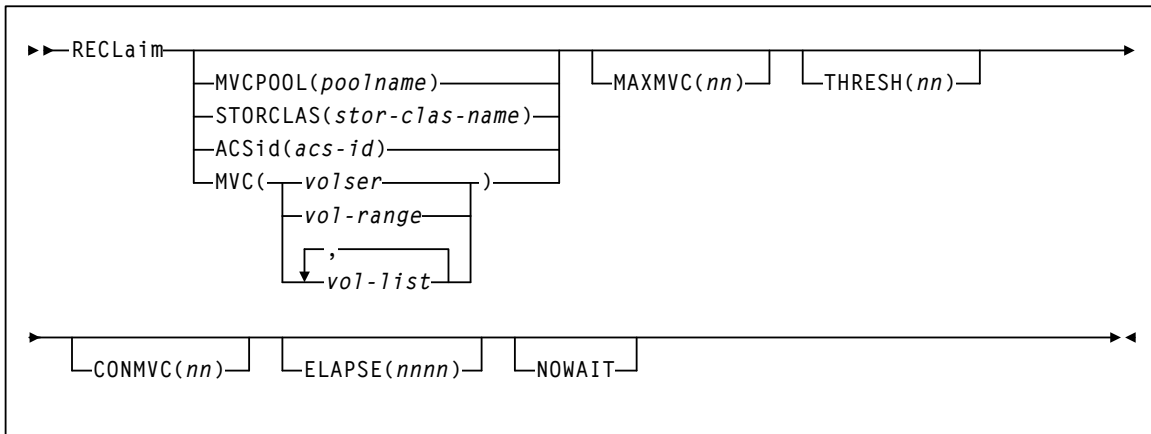 RECLaim
MVCPOOL(poolname)
MAXMVC(nn)
THRESH(nn)
STORCLAS(stor-clas-name)
ACSid(acs-id)
MVC(
volser
)
vol-range
,
vol-list
CONMVC(nn)
ELAPSE(nnnn)
NOWAIT